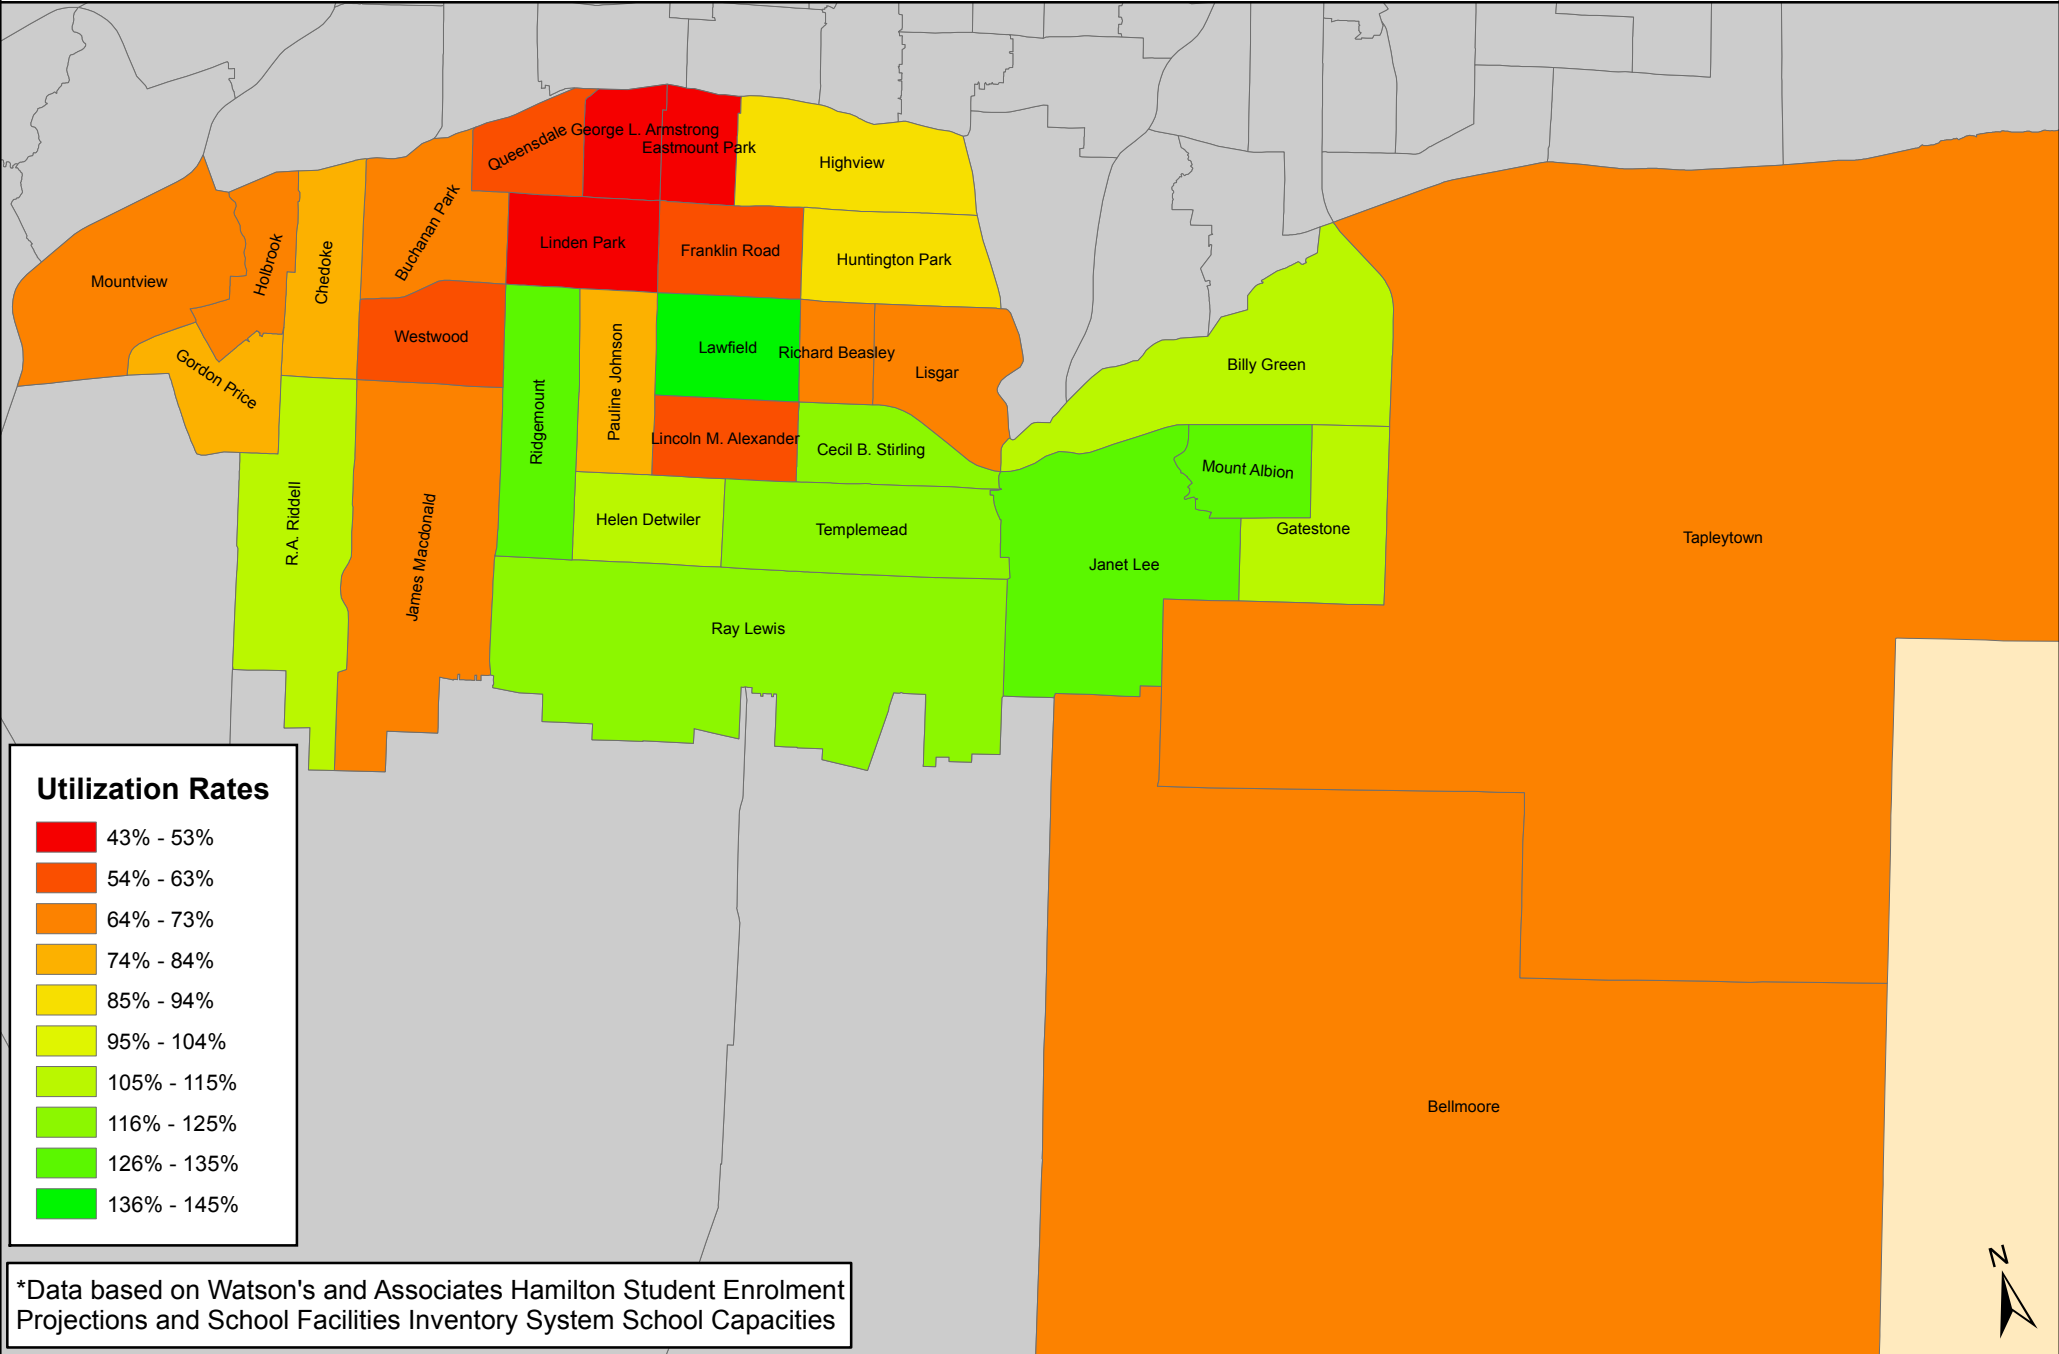 Queensdale
George L. Armstrong
Eastmount Park
Highview
Mountview
Holbrook
Chedoke
Buchanan Park
Linden Park
Franklin Road
Huntington Park
Gordon Price
Westwood
Ridgemount
Pauline Johnson
Lawfield
Richard Beasley
Lisgar
Billy Green
Lincoln M. Alexander
Cecil B. Stirling
Mount Albion
R.A. Riddell
James Macdonald
Helen Detwiler
Templemead
Gatestone
Tapleytown
Janet Lee
Ray Lewis
Bellmoore
Utilization Rates
43% - 53%
54% - 63%
64% - 73%
74% - 84%
85% - 94%
95% - 104%
105% - 115%
116% - 125%
126% - 135%
136% - 145%
*Data based on Watson's and Associates Hamilton Student Enrolment
Projections and School Facilities Inventory System School Capacities
N